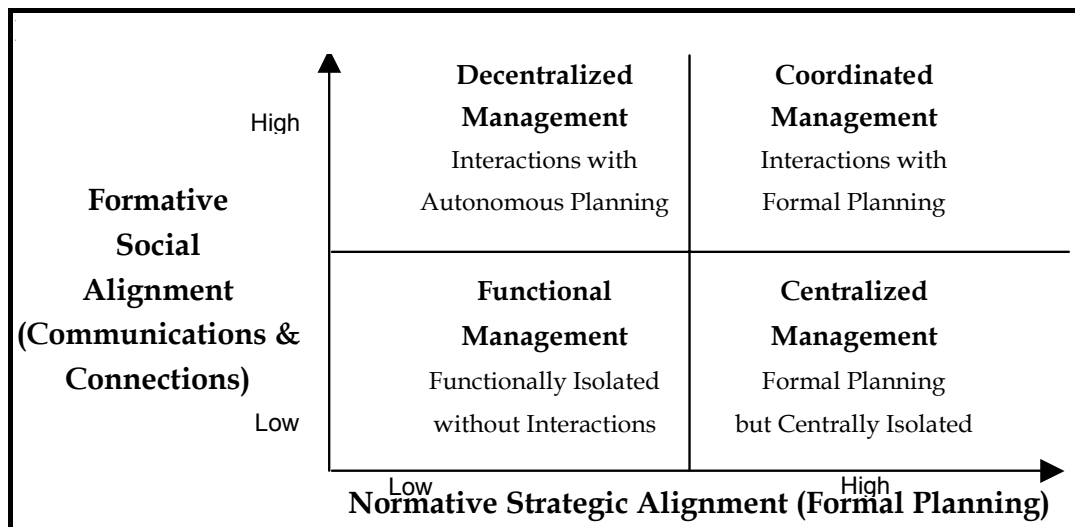 High
Formative
Social
Alignment
(Communications &
Connections)
Low
Decentralized
Management
Interactions with
Autonomous Planning
Coordinated
Management
Interactions with
Formal Planning
Functional
Management
Functionally Isolated
without Interactions
Centralized
Management
Formal Planning
but Centrally Isolated
Low
High
Normative Strategic Alignment (Formal Planning)